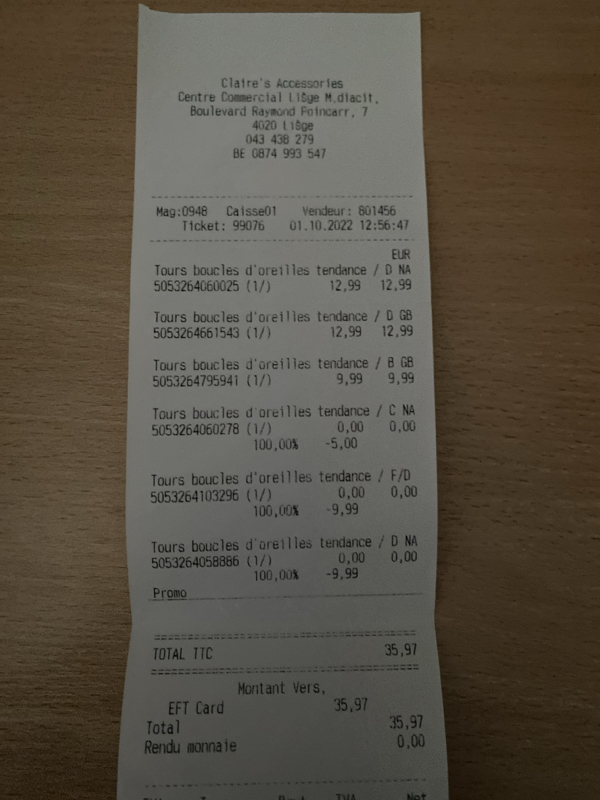 Claire's Accessories
Centre Commercial Liŝge M.diacit,
Boulevard Raymond Poincarr, 7
4020 Liŝge
043 438 279
BE 0874 993 547
Mag:0948 Caisse01 Vendeur: 801456
Ticket: 99076 01.10.2022 12:56:47
EUR
Tours boucles d'oreilles tendance / D NA
5053264060025 (1/) 12,99 12,99
Tours boucles d'oreilles tendance / D GB
5053264661543 (1/) 12,99 12,99
Tours boucles d'oreilles tendance / B GB
5053264795941 (1/) 9,99 9,99
Tours boucles d'oreilles tendance / C NA
5053264060278 (1/) 0,00 0,00
100,00% -5,00
Tours boucles d'oreilles tendance / F/D
5053264103296 (1/) 0,00 0,00
100,00% -9,99
Tours boucles d'oreilles tendance / D NA
5053264058886 (1/) 0,00 0,00
100,00% -9,99
Promo
TOTAL TTC 35,97
Montant Vers,
EFT Card 35,97
Total 35,97
Rendu monnaie 0,00
TVA Net